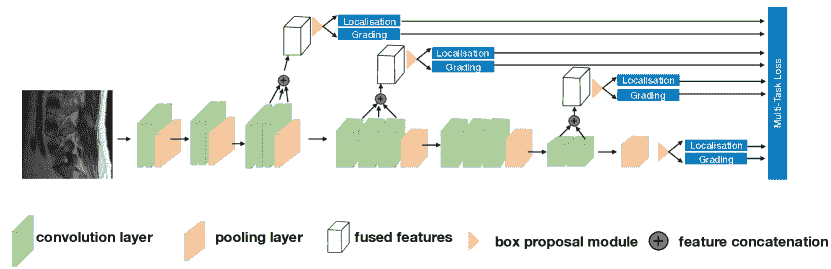 Localisation
Grading
Localisation
Grading
Localisation
Grading
Localisation
Grading
Multi-Task Loss
convolution layer
pooling layer
fused features
box proposal module
feature concatenation